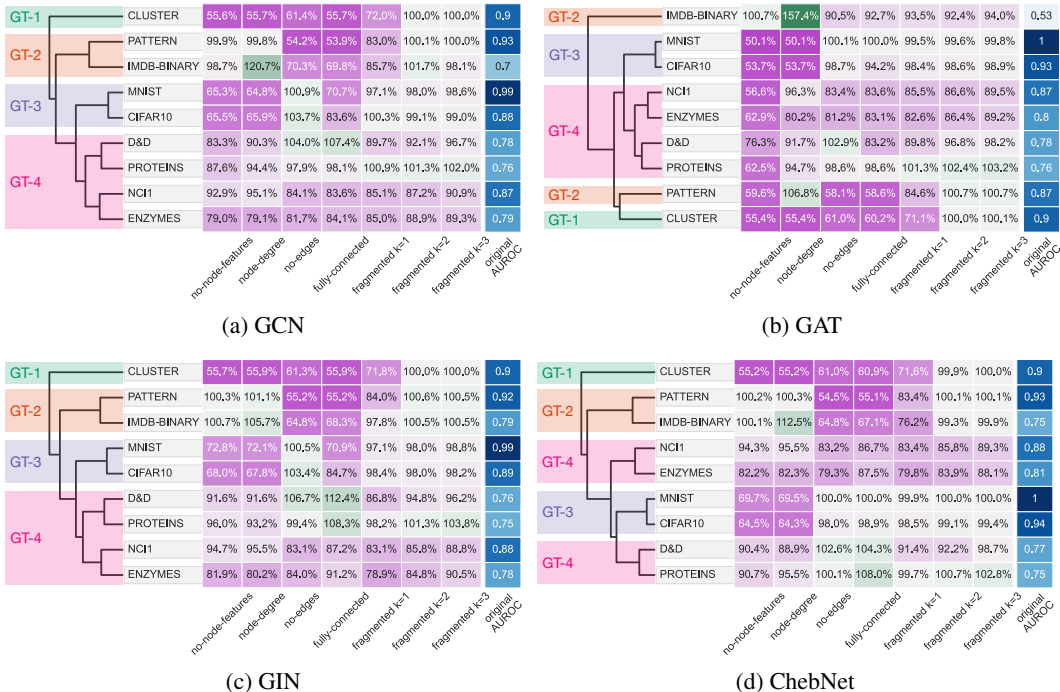 GT-1
CLUSTER 55.6% 55.7% 61.4% 55.7% 72.0% 100.0% 100.0% 0.9
GT-2
PATTERN 99.9% 99.8% 54.2% 53.9% 83.0% 100.1% 100.0% 0.93
IMDB-BINARY 98.7% 120.7% 70.3% 69.8% 85.7% 101.7% 98.1% 0.7
GT-3
MNIST 65.3% 64.8% 100.9% 70.7% 97.1% 98.0% 98.6% 0.99
CIFAR10 65.5% 65.9% 103.7% 83.6% 100.3% 99.1% 99.0% 0.88
GT-4
D&D 83.3% 90.3% 104.0% 107.4% 89.7% 92.1% 96.7% 0.78
PROTEINS 87.6% 94.4% 97.9% 98.1% 100.9% 101.3% 102.0% 0.76
NCI1 92.9% 95.1% 84.1% 83.6% 85.1% 87.2% 90.9% 0.87
ENZYMES 79.0% 79.1% 81.7% 84.1% 85.0% 88.9% 89.3% 0.79
no-node-features
node-degree
no-edges
fully-connected
fragmented k=1
fragmented k=2
fragmented k=3
original
AUROC
(a) GCN
GT-2
IMDB-BINARY 100.7% 157.4% 90.5% 92.7% 93.5% 92.4% 94.0% 0.53
GT-3
MNIST 50.1% 50.1% 100.1% 100.0% 99.5% 99.6% 99.8% 1
CIFAR10 53.7% 53.7% 98.7% 94.2% 98.4% 98.6% 98.9% 0.93
GT-4
NCI1 56.6% 96.3% 83.4% 83.6% 85.5% 86.6% 89.5% 0.87
ENZYMES 62.9% 80.2% 81.2% 83.1% 82.6% 86.4% 89.2% 0.8
D&D 76.3% 91.7% 102.9% 83.2% 89.8% 96.8% 98.2% 0.78
PROTEINS 62.5% 94.7% 98.6% 98.6% 101.3% 102.4% 103.2% 0.76
GT-2
PATTERN 59.6% 106.8% 58.1% 58.6% 84.6% 100.7% 100.7% 0.87
GT-1
CLUSTER 55.4% 55.4% 61.0% 60.2% 71.1% 100.0% 100.1% 0.9
no-node-features
node-degree
no-edges
fully-connected
fragmented k=1
fragmented k=2
fragmented k=3
original
AUROC
(b) GAT
GT-1
CLUSTER 55.7% 55.9% 61.3% 55.9% 71.8% 100.0% 100.0% 0.9
GT-2
PATTERN 100.3% 101.1% 55.2% 55.2% 84.0% 100.6% 100.5% 0.92
IMDB-BINARY 100.7% 105.7% 64.8% 68.3% 97.8% 100.5% 100.5% 0.79
GT-3
MNIST 72.8% 72.1% 100.5% 70.9% 97.1% 98.0% 98.8% 0.99
CIFAR10 68.0% 67.8% 103.4% 84.7% 98.4% 98.0% 98.2% 0.89
GT-4
D&D 91.6% 91.6% 106.7% 112.4% 86.8% 94.8% 96.2% 0.76
PROTEINS 96.0% 93.2% 99.4% 108.3% 98.2% 101.3% 103.8% 0.75
NCI1 94.7% 95.5% 83.1% 87.2% 83.1% 85.8% 88.8% 0.88
ENZYMES 81.9% 80.2% 84.0% 91.2% 78.9% 84.8% 90.5% 0.78
no-node-features
node-degree
no-edges
fully-connected
fragmented k=1
fragmented k=2
fragmented k=3
original
AUROC
(c) GIN
GT-1
CLUSTER 55.2% 55.2% 61.0% 60.9% 71.6% 99.9% 100.0% 0.9
GT-2
PATTERN 100.2% 100.3% 54.5% 55.1% 83.4% 100.1% 100.1% 0.93
IMDB-BINARY 100.1% 112.5% 64.8% 67.1% 76.2% 99.3% 99.9% 0.75
GT-4
NCI1 94.3% 95.5% 83.2% 86.7% 83.4% 85.8% 89.3% 0.88
ENZYMES 82.2% 82.3% 79.3% 87.5% 79.8% 83.9% 88.1% 0.81
GT-3
MNIST 69.7% 69.5% 100.0% 100.0% 99.9% 100.0% 100.0% 1
CIFAR10 64.5% 64.3% 98.0% 98.9% 98.5% 99.1% 99.4% 0.94
GT-4
D&D 90.4% 88.9% 102.6% 104.3% 91.4% 92.2% 98.7% 0.77
PROTEINS 90.7% 95.5% 100.1% 108.0% 99.7% 100.7% 102.8% 0.75
no-node-features
node-degree
no-edges
fully-connected
fragmented k=1
fragmented k=2
fragmented k=3
original
AUROC
(d) ChebNet